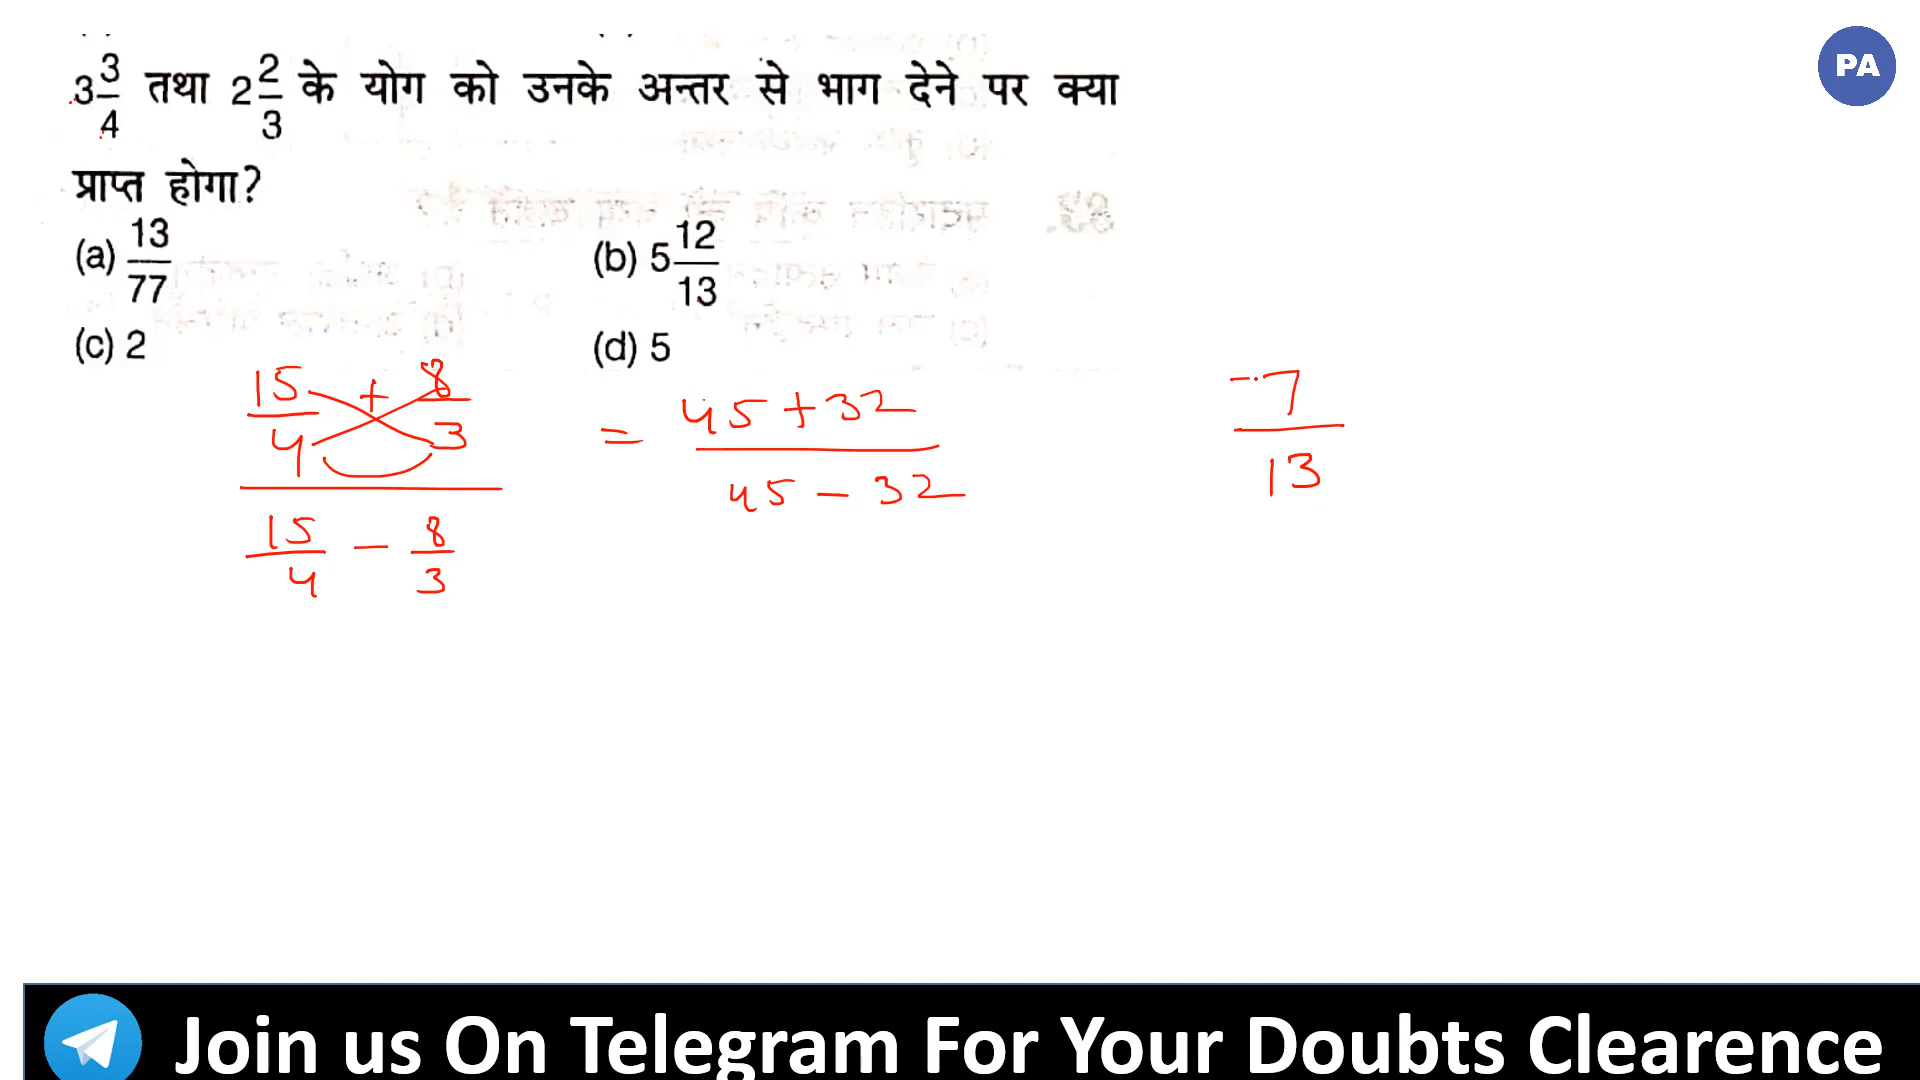 PA
3 3/4 तथा 2 2/3 के योग को उनके अन्तर से भाग देने पर क्या
प्राप्त होगा?
(a) 13/77 (b) 5 12/13
(c) 2 (d) 5
15/4 + 8/3
15/4 - 8/3
= 45+32
45-32
7
13
Join us On Telegram For Your Doubts Clearence